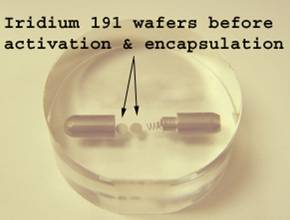 Iridium 191 wafers before
activation & encapsulation